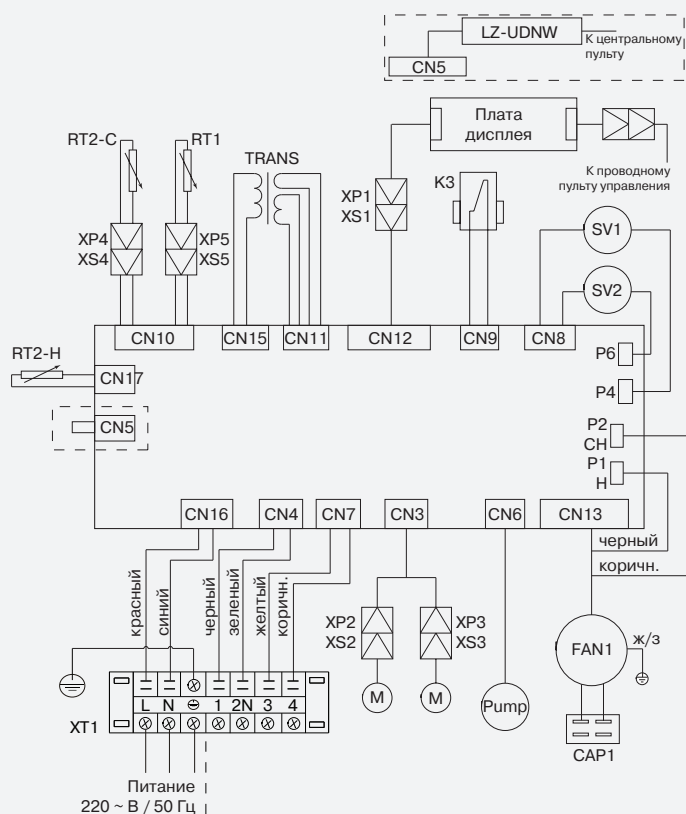 LZ-UDNW
К центральному
пульту
CN5
Плата
дисплея
К проводному
пульту управления
RT2-C
RT1
TRANS
XP1
XS1
K3
XP4
XS4
XP5
XS5
SV1
SV2
CN10
CN15
CN11
CN12
CN9
CN8
P6
RT2-H
CN17
P4
CN5
P2
CH
P1
H
CN16
CN4
CN7
CN3
CN6
CN13
красный
синий
черный
зеленый
желтый
коричн.
черный
коричн.
XP2
XS2
XP3
XS3
FAN1
ж/з
M
M
Pump
CAP1
L N 1 2N 3 4
XT1
Питание
220 ~ В / 50 Гц